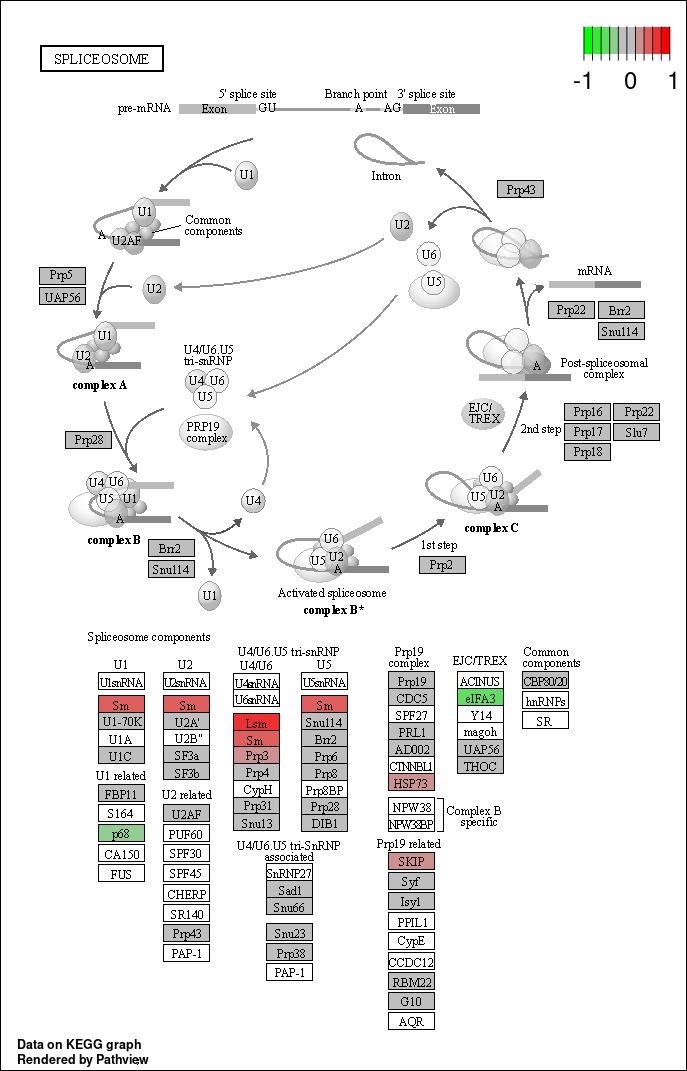 SPLICEOSOME
-1 0 1
5' splice site Branch point 3' splice site
pre-mRNA Exon GU A AG Exon
U1
Intron
Prp43
U1
U2AF
A
Common
components
U2
U6
U5
mRNA
Prp5
UAP56
U2
Prp22 Brr2
Snu114
U1
U2
A
complex A
U4/U6.U5
tri-snRNP
U4 U6
U5
PRP19
complex
A
Post-spliceosomal
complex
EJC/
TREX
2nd step
Prp16 Prp22
Prp17 Slu7
Prp18
Prp28
U4 U6
U5 U1
A
complex B
U4
U6
U5 U2
A
complex C
Brr2
Snu114
U1
U6
U5 U2
A
Activated spliceosome
complex B*
1st step
Prp2
Spliceosome components
U1
U1snRNA
Sm
U1-70K
U1A
U1C
U1 related
FBP11
S164
p68
CA150
FUS
U2
U2snRNA
Sm
U2A'
U2B"
SF3a
SF3b
U2 related
U2AF
PUF60
SPF30
SPF45
CHERP
SR140
Prp43
PAP-1
U4/U6.U5 tri-snRNP
U4/U6
U4snRNA
U6snRNA
Lsm
Sm
Prp3
Prp4
CypH
Prp31
Snu13
U5
U5snRNA
Sm
Snu114
Brr2
Prp6
Prp8
Prp8BP
Prp28
DIB1
U4/U6.U5 tri-SnRNP
associated
SnRNP27
Sad1
Snu66
Snu23
Prp38
PAP-1
Prp19
complex
Prp19
CDC5
SPF27
PRL1
AD002
CTNNBL1
HSP73
NPW38
NPW38BP
Complex B
specific
Prp19 related
SKIP
Syf
Isy1
PPIL1
CypE
CCDC12
RBM22
G10
AQR
EJC/TREX
ACINUS
eIFA3
Y14
magoh
UAP56
THOC
Common
components
CBP80/20
hnRNPs
SR
Data on KEGG graph
Rendered by Pathview